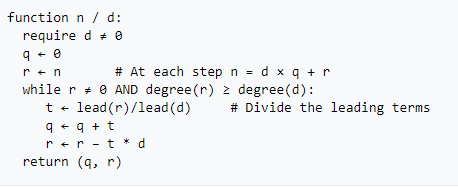 function n / d:
  require d ≠ 0
  q ← 0
  r ← n        # At each step n = d × q + r
  while r ≠ 0 AND degree(r) ≥ degree(d):
     t ← lead(r)/lead(d)     # Divide the leading terms
     q ← q + t
     r ← r − t * d
  return (q, r)